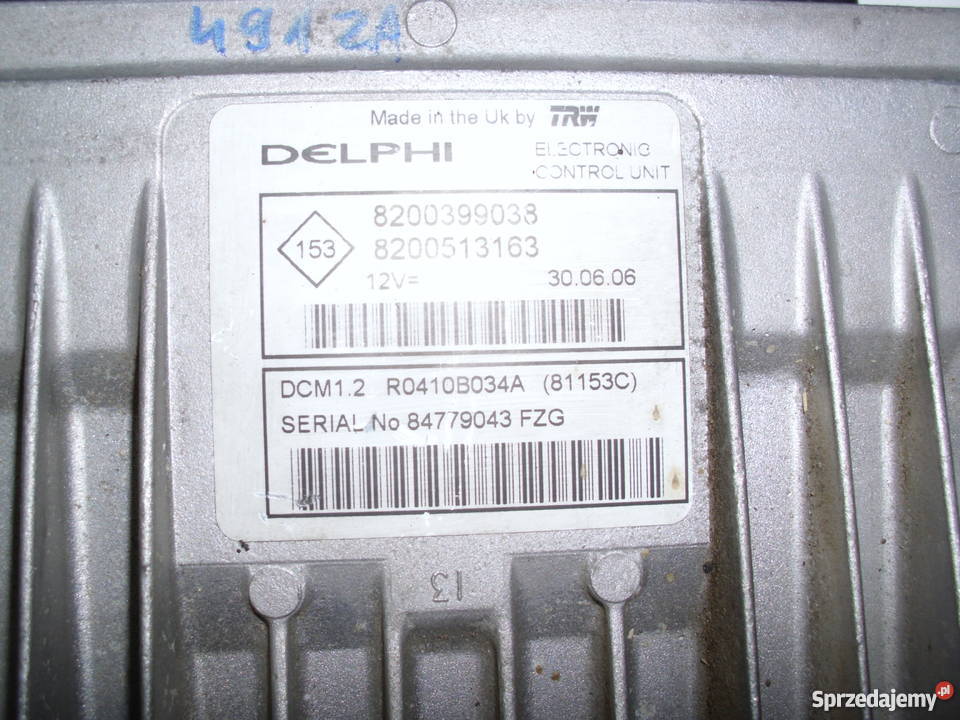 4912A
Made in the Uk by TRW
DELPHI ELECTRONIC
CONTROL UNIT
153
8200399038
8200513163
12V= 30.06.06
DCM1.2 R0410B034A (81153C)
SERIAL No 84779043 FZG
13
Sprzedajemy.pl